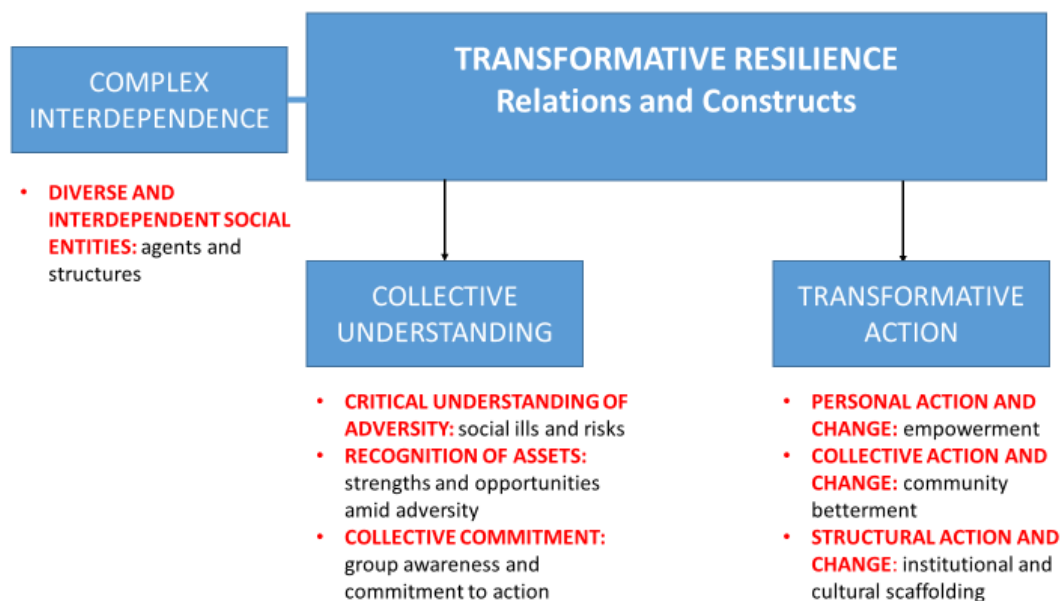 TRANSFORMATIVE RESILIENCE
Relations and Constructs
COMPLEX
INTERDEPENDENCE
• DIVERSE AND
INTERDEPENDENT SOCIAL
ENTITIES: agents and
structures
COLLECTIVE
UNDERSTANDING
• CRITICAL UNDERSTANDING OF
ADVERSITY: social ills and risks
• RECOGNITION OF ASSETS:
strengths and opportunities
amid adversity
• COLLECTIVE COMMITMENT:
group awareness and
commitment to action
TRANSFORMATIVE
ACTION
• PERSONAL ACTION AND
CHANGE: empowerment
• COLLECTIVE ACTION AND
CHANGE: community
betterment
• STRUCTURAL ACTION AND
CHANGE: institutional and
cultural scaffolding